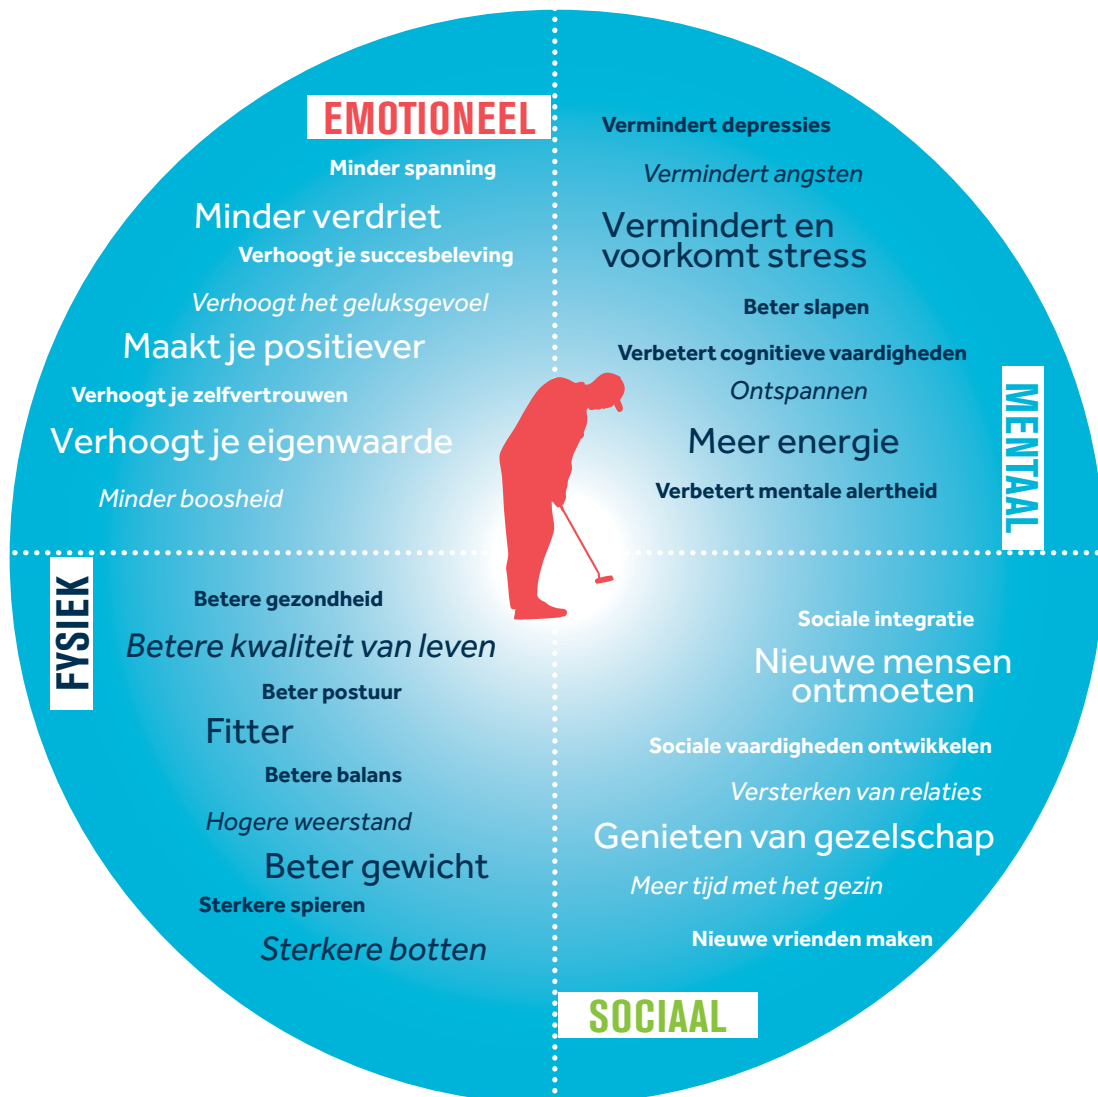 EMOTIONEEL
Minder spanning
Minder verdriet
Verhoogt je succesbeleving
Verhoogt het geluksgevoel
Maakt je positiever
Verhoogt je zelfvertrouwen
Verhoogt je eigenwaarde
Minder boosheid
Vermindert depressies
Vermindert angsten
Vermindert en
voorkomt stress
Beter slapen
Verbetert cognitieve vaardigheden
Ontspannen
Meer energie
Verbetert mentale alertheid
MENTAAL
FYSIEK
Betere gezondheid
Betere kwaliteit van leven
Beter postuur
Fitter
Betere balans
Hogere weerstand
Beter gewicht
Sterkere spieren
Sterkere botten
Sociale integratie
Nieuwe mensen
ontmoeten
Sociale vaardigheden ontwikkelen
Versterken van relaties
Genieten van gezelschap
Meer tijd met het gezin
Nieuwe vrienden maken
SOCIAAL